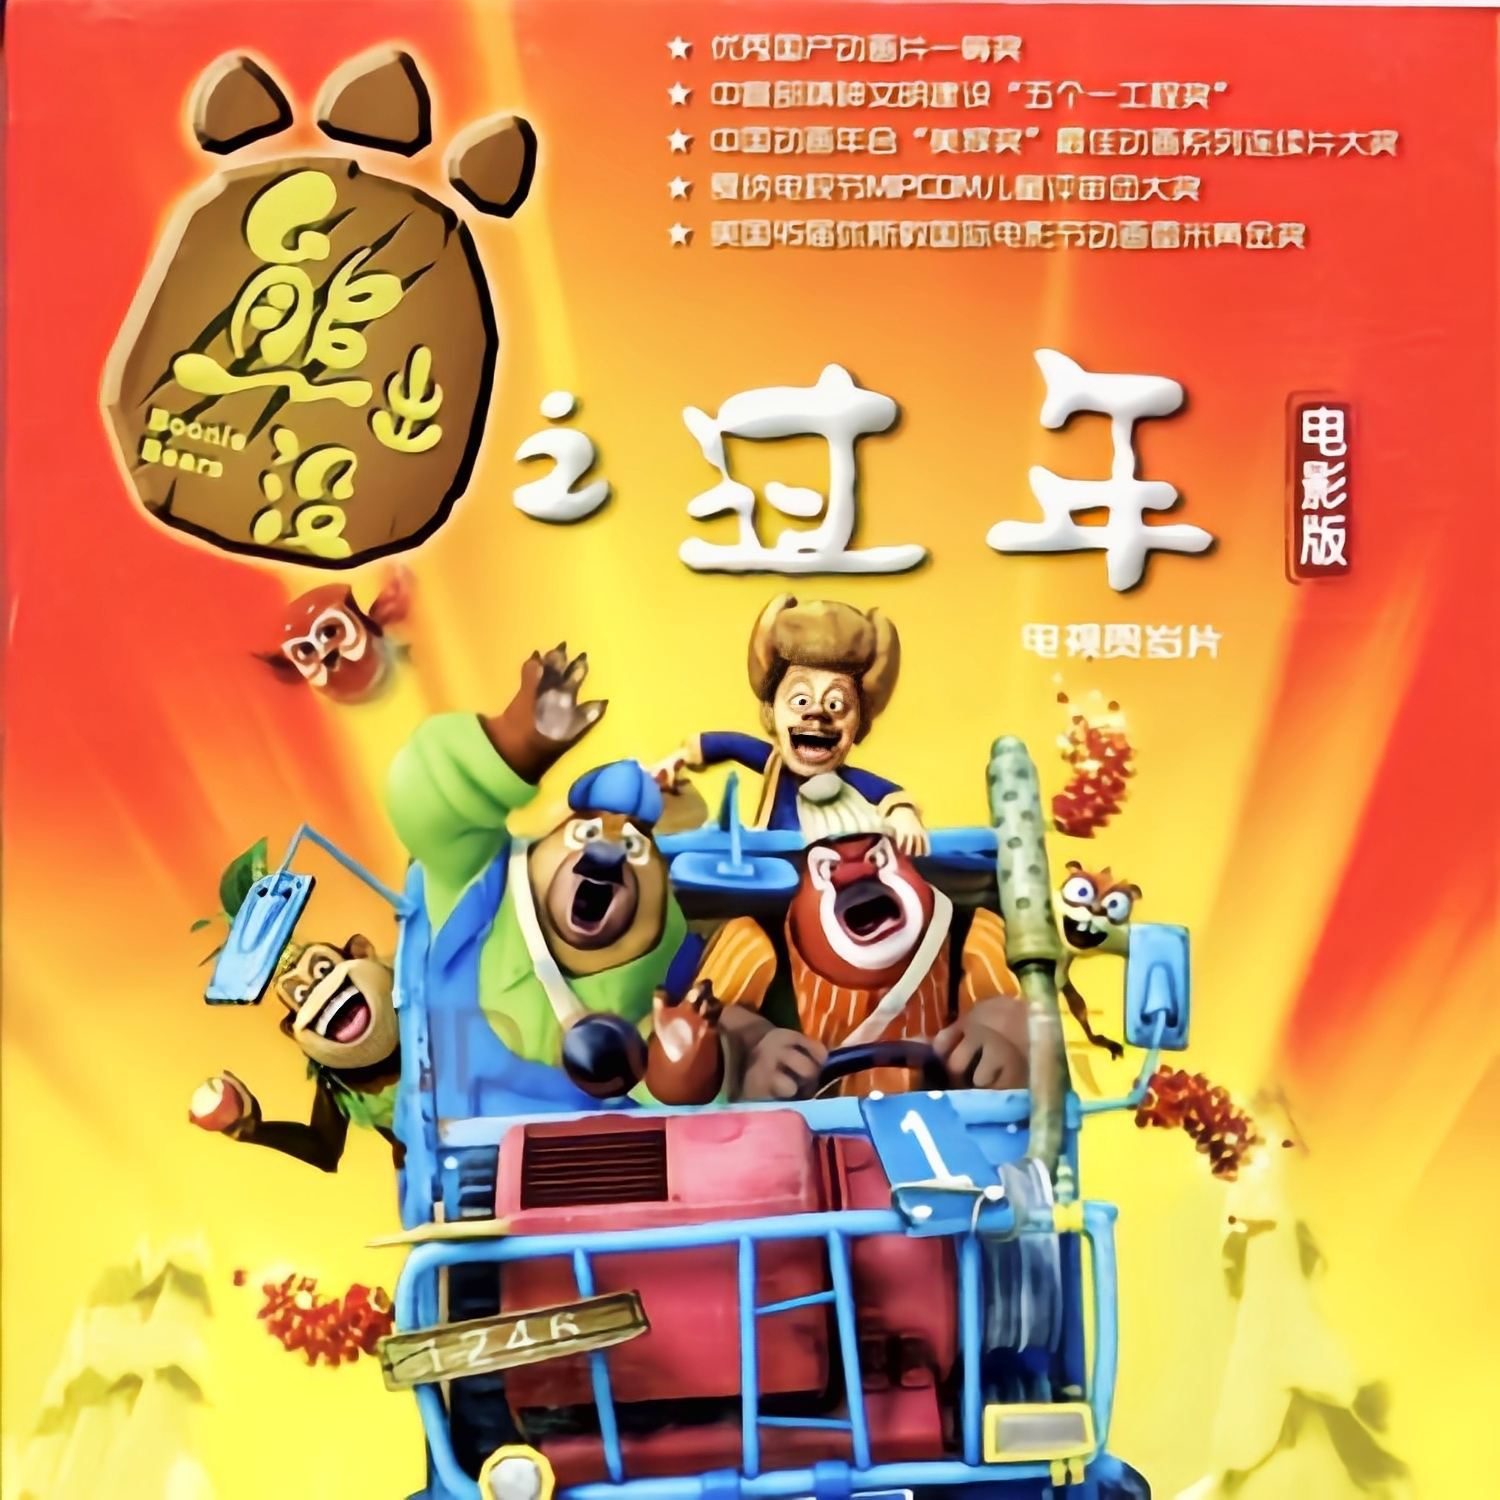 ★ 优秀国产动画片一等奖
★ 中宣部精神文明建设“五个一工程奖”
★ 中国动画年会“美猴奖”最佳动画系列连续片大奖
★ 戛纳电视节MIPCOM儿童评审团大奖
★ 美国45届休斯敦国际电影节动画雷米黄金奖
熊出没
Boonie
Bears
之过年
电影版
电视贺岁片
1